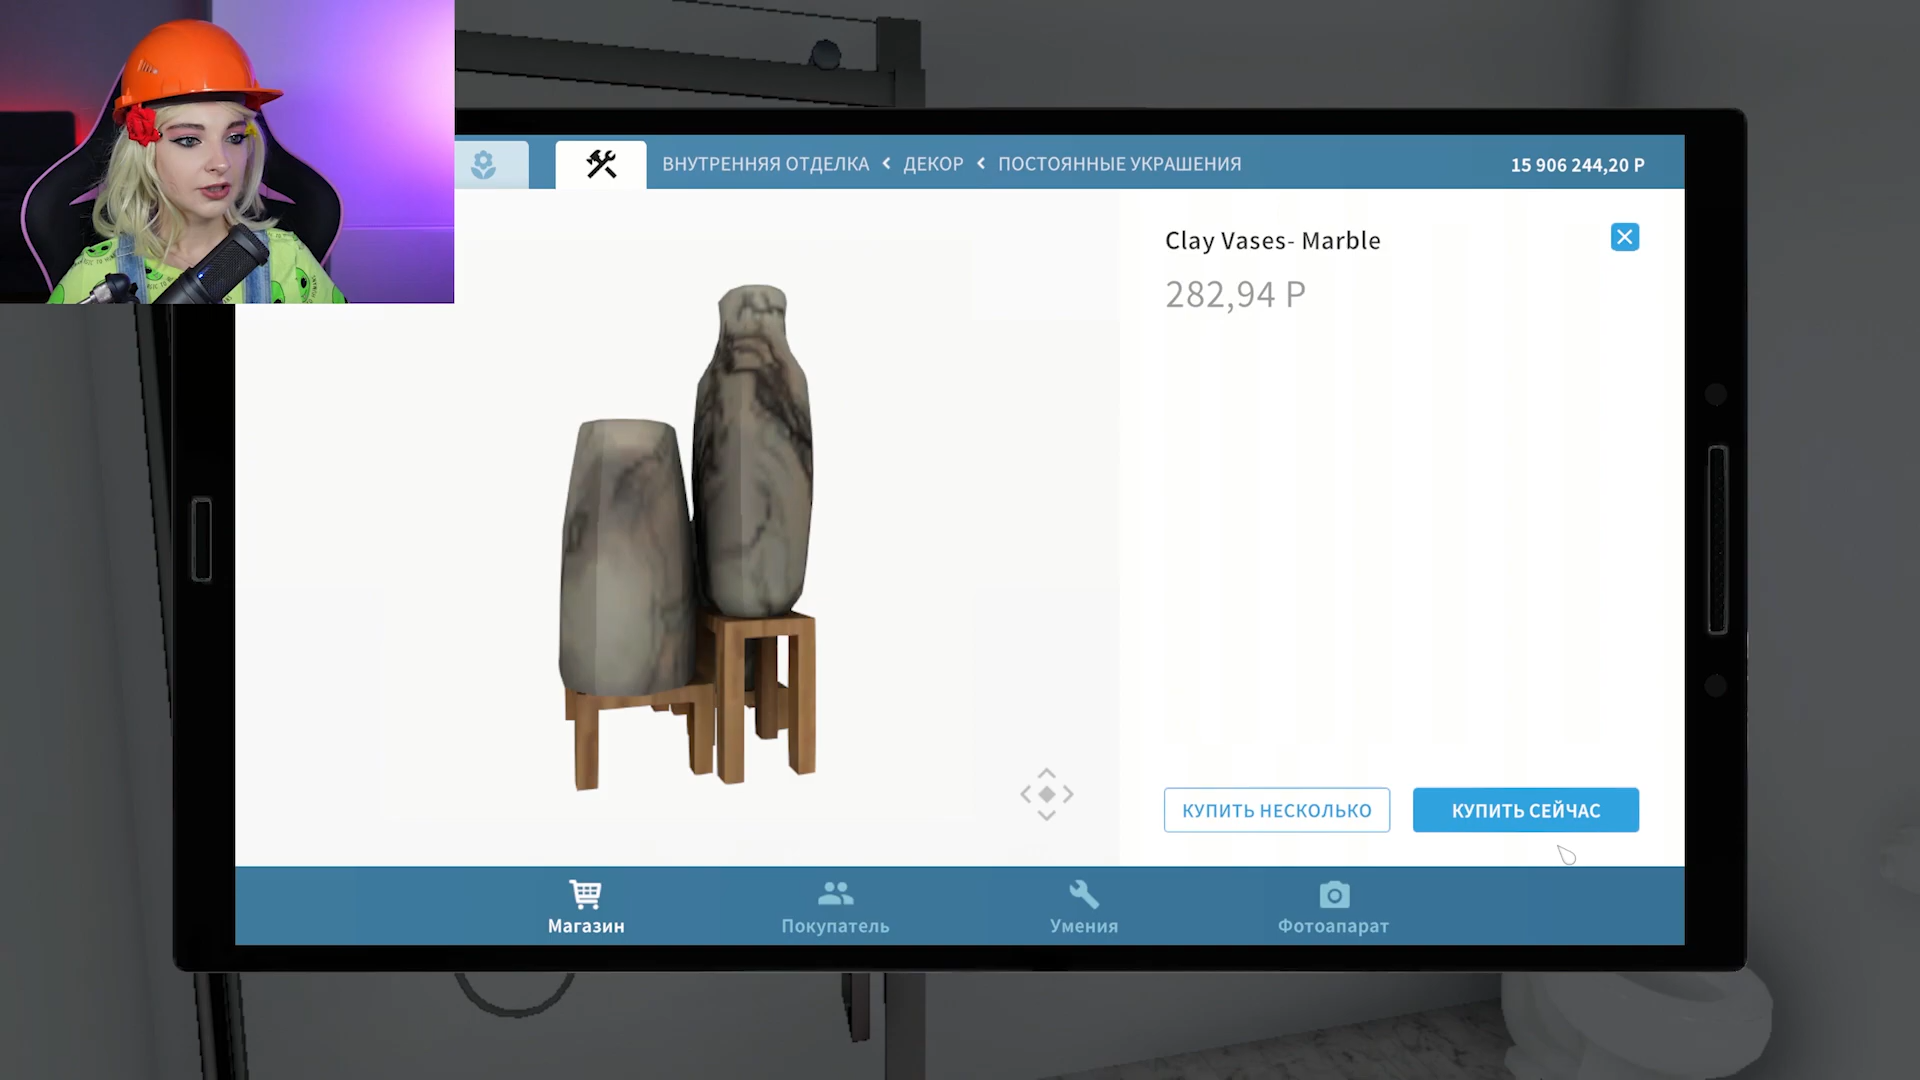 ВНУТРЕННЯЯ ОТДЕЛКА < ДЕКОР < ПОСТОЯННЫЕ УКРАШЕНИЯ
15 906 244,20 Р
Clay Vases- Marble
282,94 Р
КУПИТЬ НЕСКОЛЬКО
КУПИТЬ СЕЙЧАС
Магазин
Покупатель
Умения
Фотоапарат